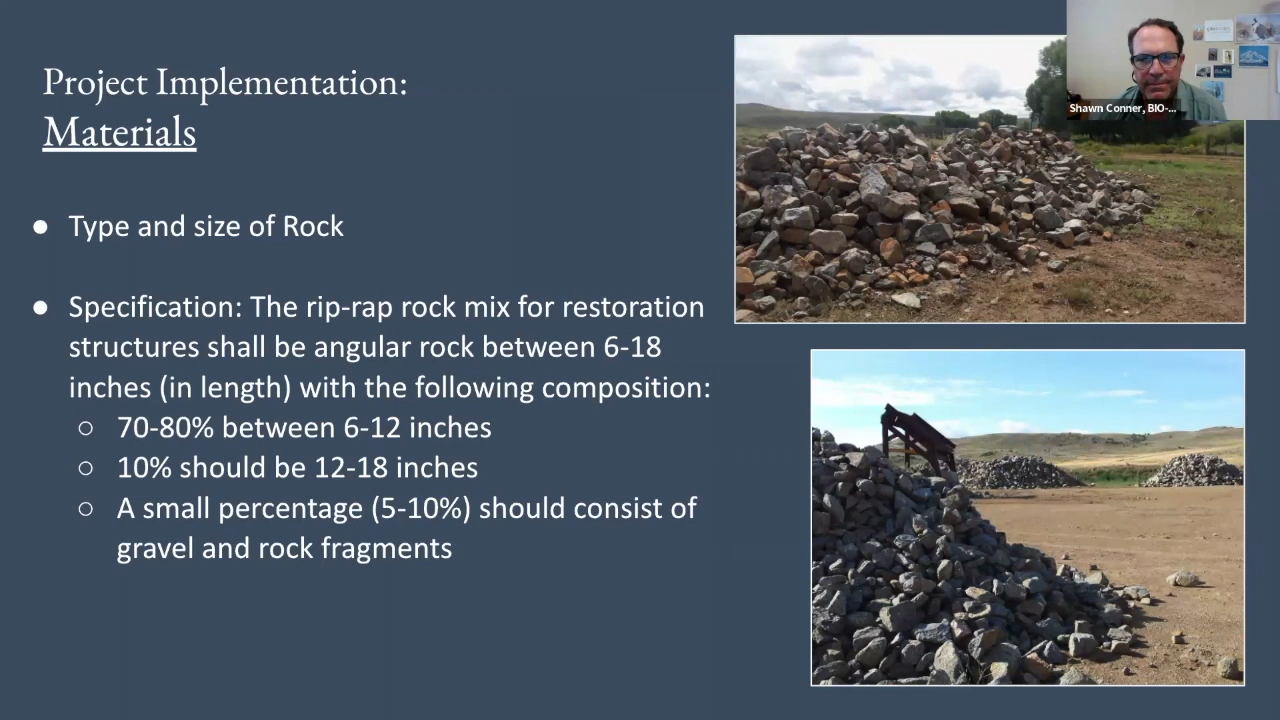 Project Implementation:
Materials
● Type and size of Rock
● Specification: The rip-rap rock mix for restoration
structures shall be angular rock between 6-18
inches (in length) with the following composition:
○ 70-80% between 6-12 inches
○ 10% should be 12-18 inches
○ A small percentage (5-10%) should consist of
gravel and rock fragments
Shawn Conner, BIO-...